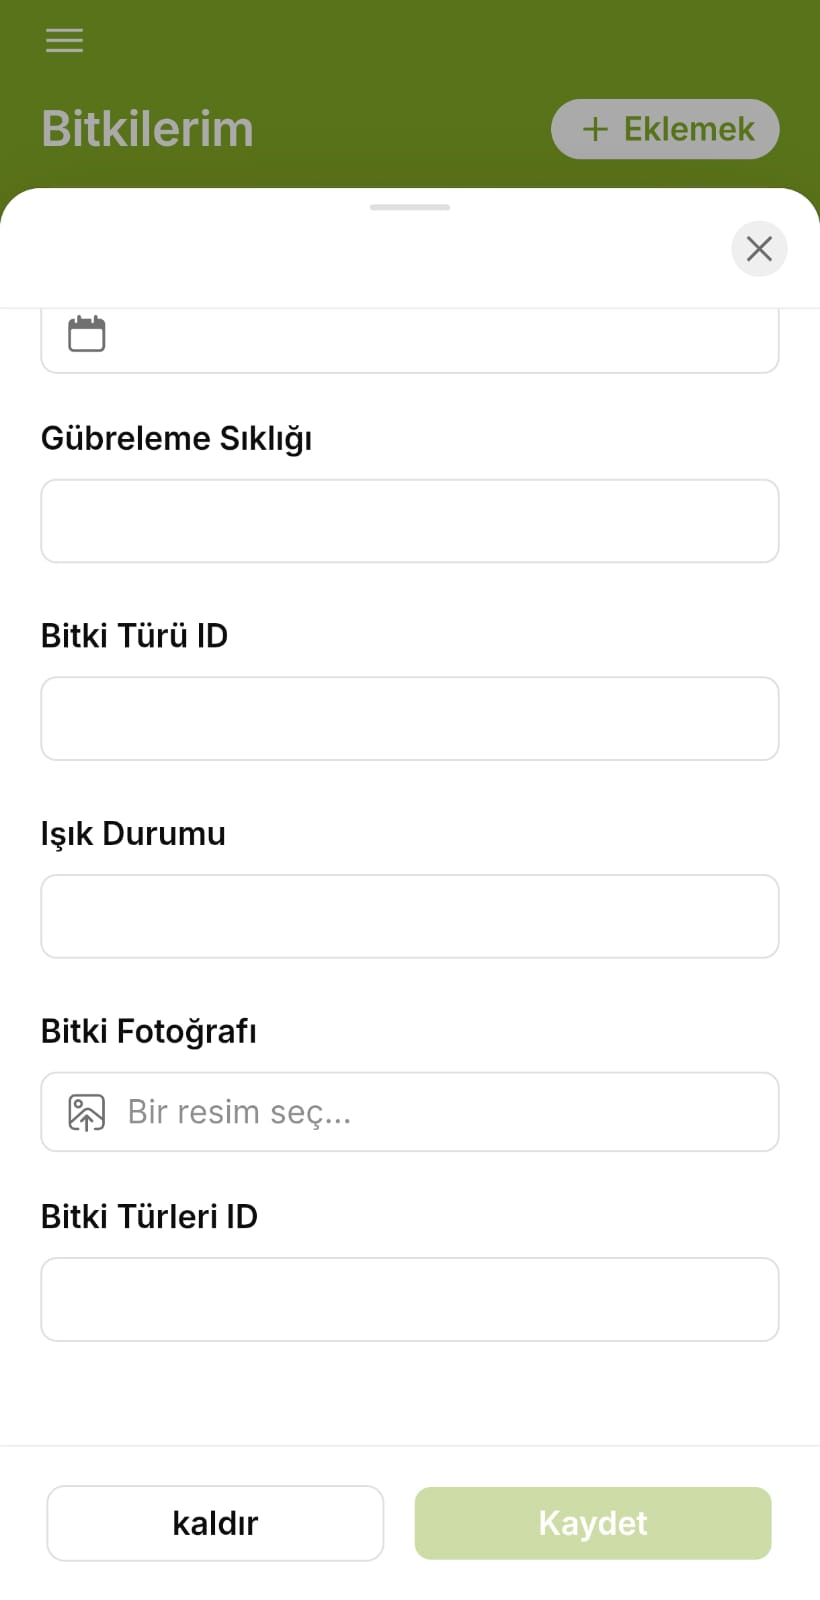 Bitkilerim
+ Eklemek
Gübreleme Sıklığı
Bitki Türü ID
Işık Durumu
Bitki Fotoğrafı
Bir resim seç...
Bitki Türleri ID
kaldır
Kaydet